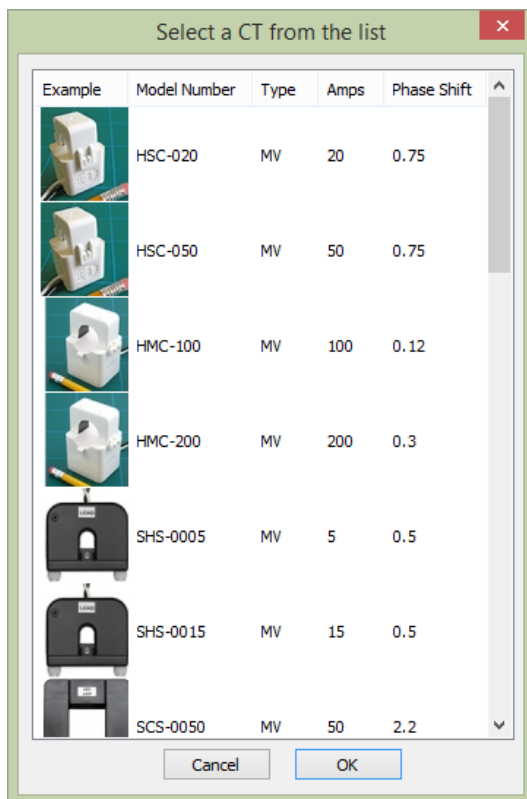 Select a CT from the list
Example Model Number Type Amps Phase Shift
HSC-020 MV 20 0.75
HSC-050 MV 50 0.75
HMC-100 MV 100 0.12
HMC-200 MV 200 0.3
LOAD
SHS-0005 MV 5 0.5
LOAD
SHS-0015 MV 15 0.5
SCS-0050 MV 50 2.2
Cancel OK